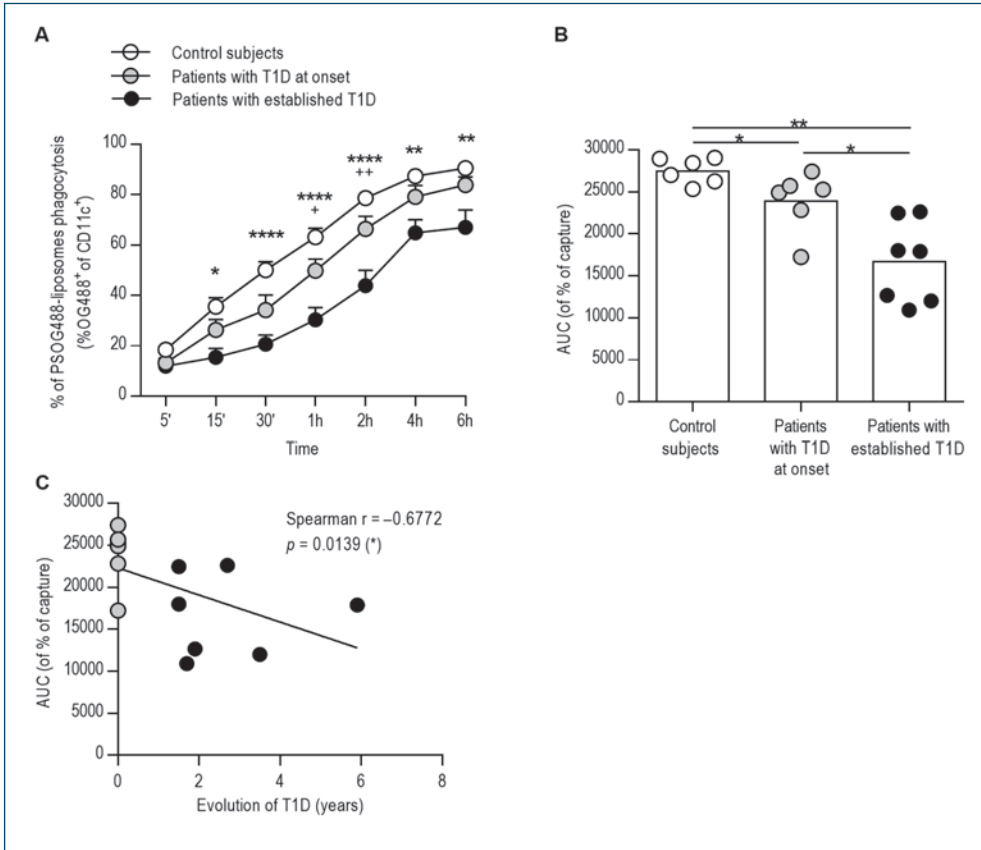 A
Control subjects
Patients with T1D at onset
Patients with established T1D
% of PSOG488-liposomes phagocytosis
(%OG488⁺ of CD11c⁺)
100
80
60
40
20
0
*
****
****
+
****
++
**
**
5' 15' 30' 1h 2h 4h 6h
Time
B
**
* *
AUC (of % of capture)
30000
25000
20000
15000
10000
5000
0
Control
subjects
Patients
with T1D
at onset
Patients with
established T1D
C
AUC (of % of capture)
30000
25000
20000
15000
10000
5000
0
Spearman r = –0.6772
p = 0.0139 (*)
0 2 4 6 8
Evolution of T1D (years)